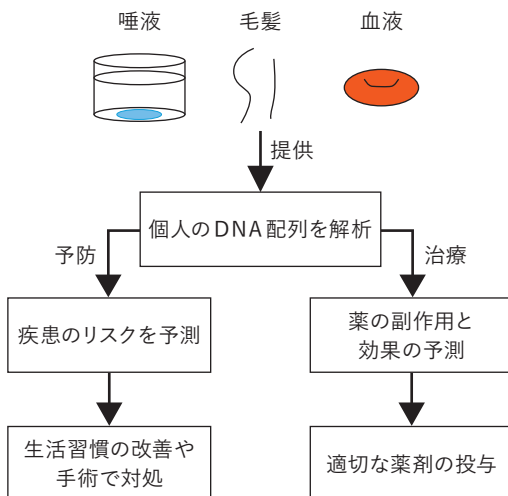 唾液
毛髪
血液
提供
個人のDNA配列を解析
予防
治療
疾患のリスクを予測
薬の副作用と
効果の予測
生活習慣の改善や
手術で対処
適切な薬剤の投与